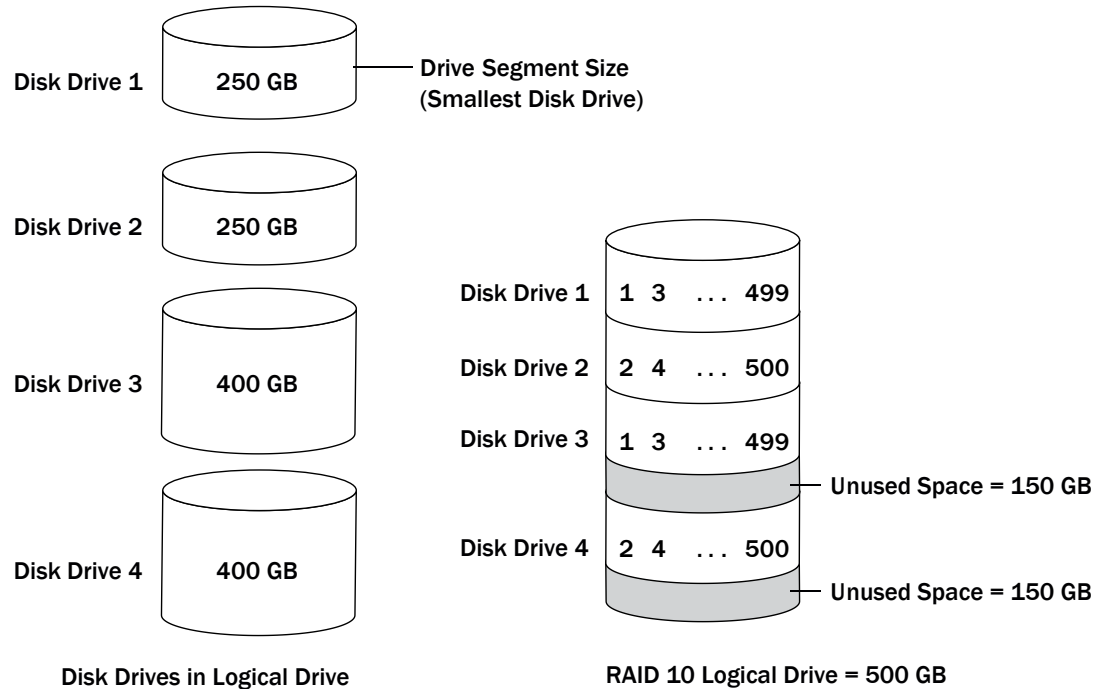 Disk Drive 1
250 GB
Drive Segment Size
(Smallest Disk Drive)
Disk Drive 2
250 GB
Disk Drive 3
400 GB
Disk Drive 4
400 GB
Disk Drives in Logical Drive
Disk Drive 1
1 3 ... 499
Disk Drive 2
2 4 ... 500
Disk Drive 3
1 3 ... 499
Unused Space = 150 GB
Disk Drive 4
2 4 ... 500
Unused Space = 150 GB
RAID 10 Logical Drive = 500 GB